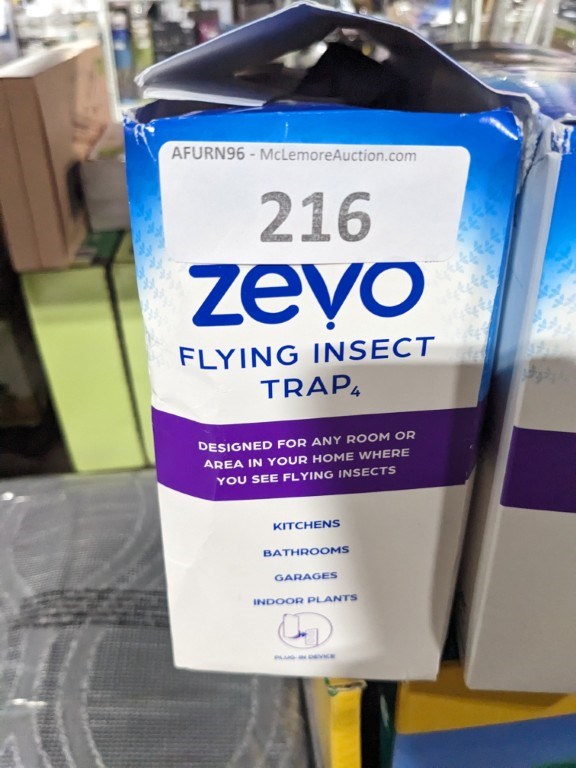 AFURN96 - McLemoreAuction.com
216
zevo
FLYING INSECT
TRAP4
DESIGNED FOR ANY ROOM OR
AREA IN YOUR HOME WHERE
YOU SEE FLYING INSECTS
KITCHENS
BATHROOMS
GARAGES
INDOOR PLANTS
PLUG-IN DEVICE